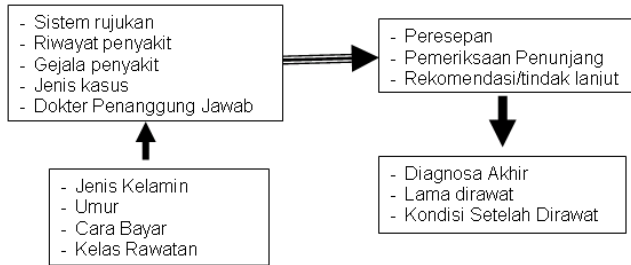 - Sistem rujukan
- Riwayat penyakit
- Gejala penyakit
- Jenis kasus
- Dokter Penanggung Jawab
- Peresepan
- Pemeriksaan Penunjang
- Rekomendasi/tindak lanjut
- Jenis Kelamin
- Umur
- Cara Bayar
- Kelas Rawatan
- Diagnosa Akhir
- Lama dirawat
- Kondisi Setelah Dirawat